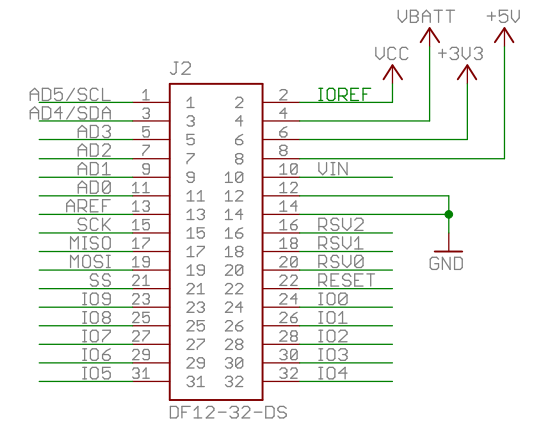 VBATT +5V
VCC +3V3
J2
AD5/SCL 1 1 2 2 IOREF
AD4/SDA 3 3 4 4
AD3 5 5 6 6
AD2 7 7 8 8
AD1 9 9 10 10 VIN
AD0 11 11 12 12
AREF 13 13 14 14
SCK 15 15 16 16 RSV2
MISO 17 17 18 18 RSV1
MOSI 19 19 20 20 RSV0
SS 21 21 22 22 RESET
IO9 23 23 24 24 IO0
IO8 25 25 26 26 IO1
IO7 27 27 28 28 IO2
IO6 29 29 30 30 IO3
IO5 31 31 32 32 IO4
GND
DF12-32-DS